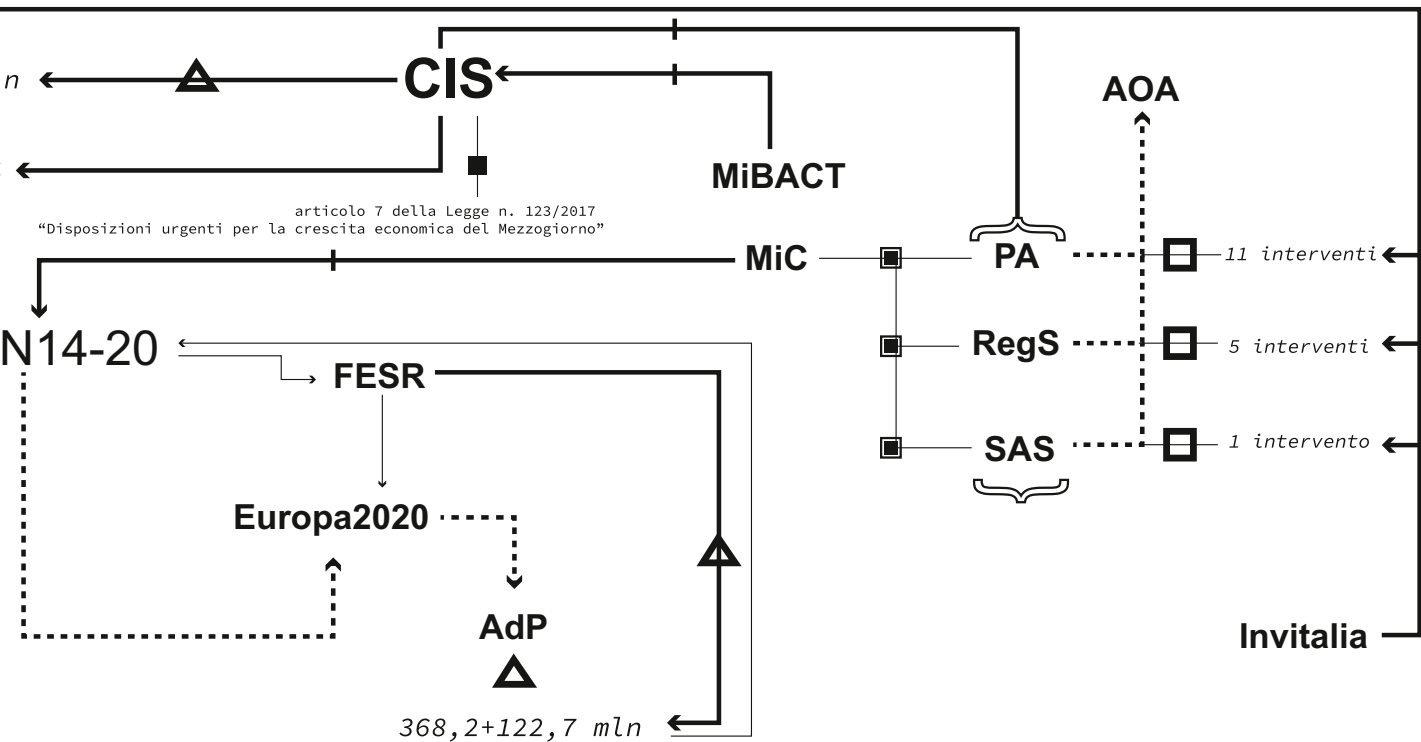 n
CIS
AOA
MiBACT
articolo 7 della Legge n. 123/2017
“Disposizioni urgenti per la crescita economica del Mezzogiorno”
MiC
PA
11 interventi
N14-20
RegS
5 interventi
FESR
SAS
1 intervento
Europa2020
AdP
Invitalia
368,2+122,7 mln